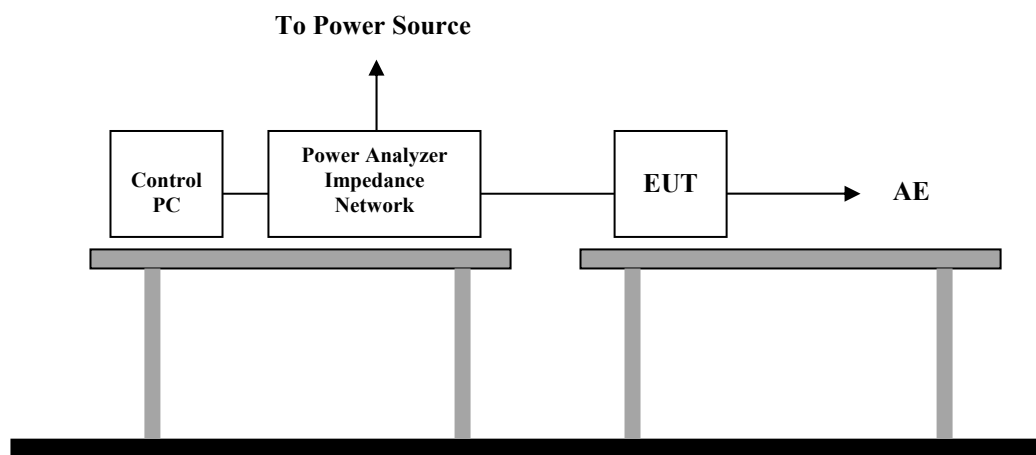 To Power Source
Control
PC
Power Analyzer
Impedance
Network
EUT
AE